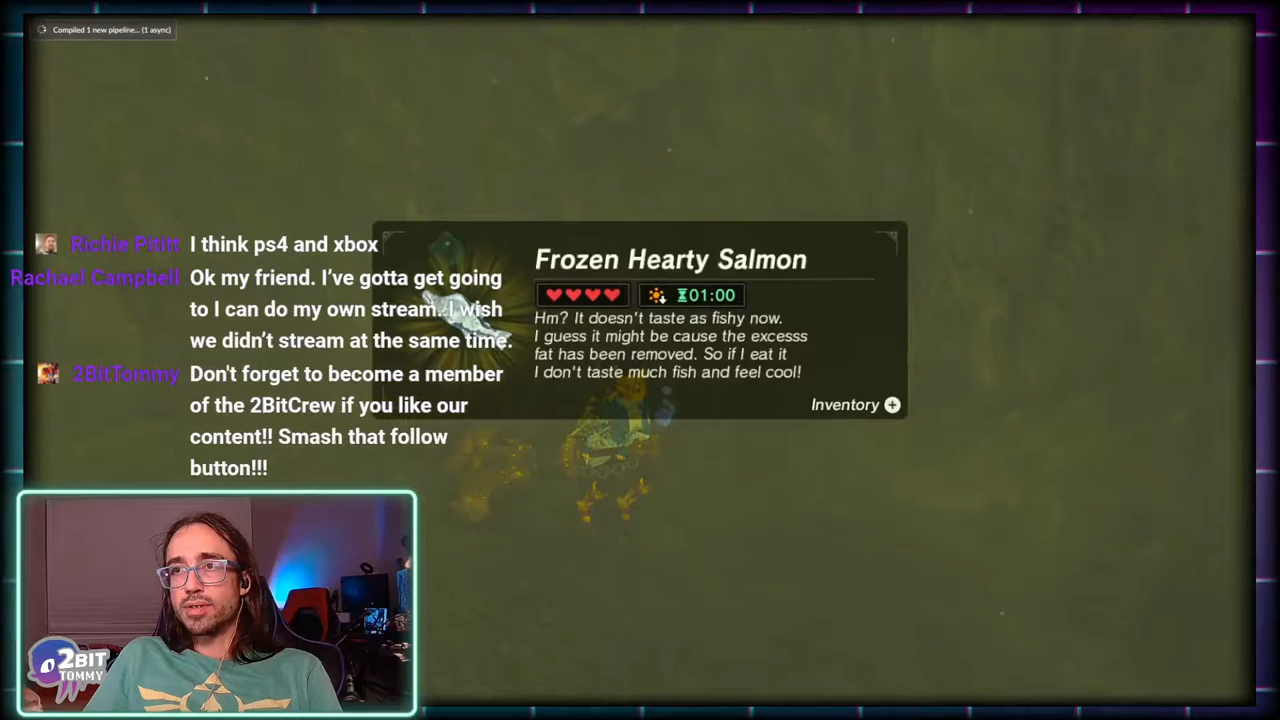 Compiled 1 new pipeline... (1 async)
Richie Pititt I think ps4 and xbox
Rachael Campbell Ok my friend. I've gotta get going
to I can do my own stream. I wish
we didn't stream at the same time.
2BitTommy Don't forget to become a member
of the 2BitCrew if you like our
content!! Smash that follow
button!!!
Frozen Hearty Salmon
01:00
Hm? It doesn't taste as fishy now.
I guess it might be cause the excesss
fat has been removed. So if I eat it
I don't taste much fish and feel cool!
Inventory
2BIT
TOMMY